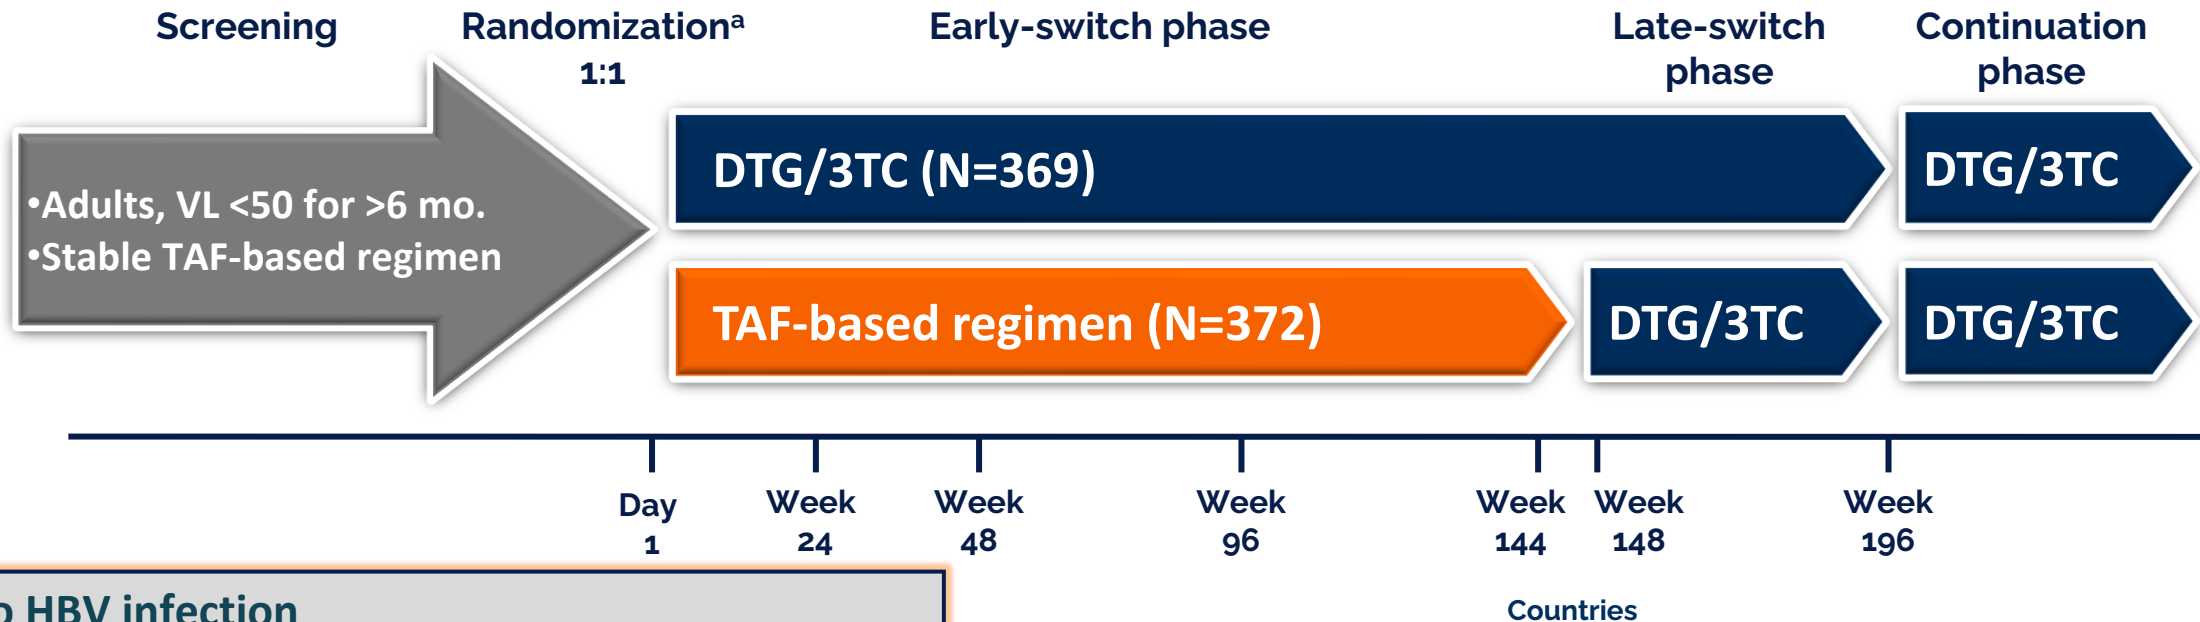 Screening
Randomizationᵃ
1:1
Early-switch phase
Late-switch
phase
Continuation
phase
•Adults, VL <50 for >6 mo.
•Stable TAF-based regimen
DTG/3TC (N=369)
DTG/3TC
TAF-based regimen (N=372)
DTG/3TC
DTG/3TC
Day
1
Week
24
Week
48
Week
96
Week
144
Week
148
Week
196
HBV infection
Countries